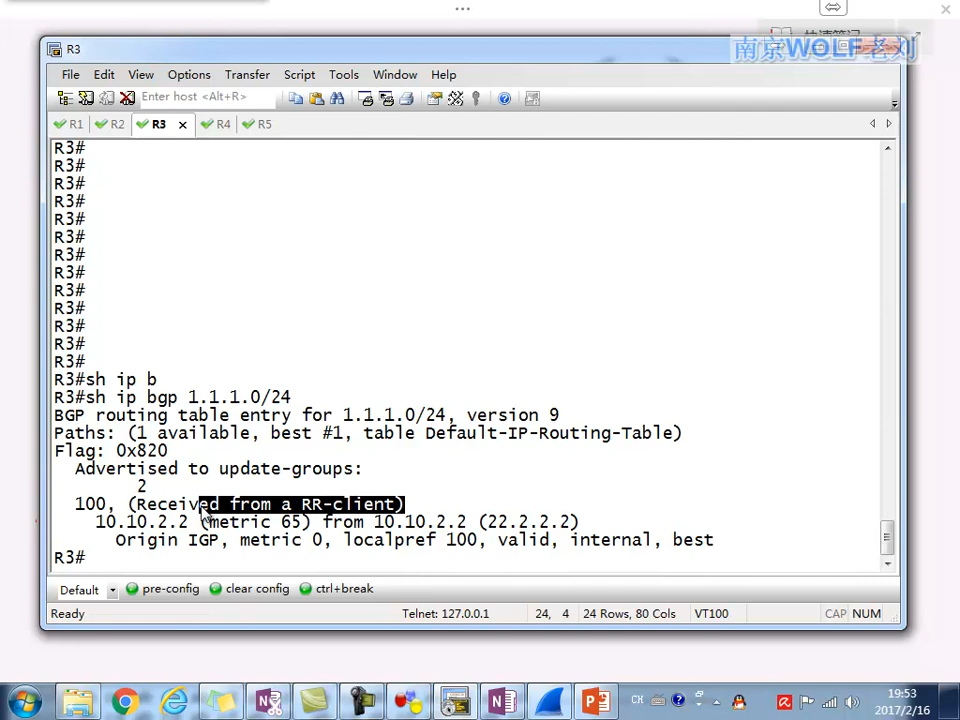 R3
南京WOLF老刘
File Edit View Options Transfer Script Tools Window Help
Enter host <Alt+R>
R1 R2 R3 R4 R5
R3#
R3#
R3#
R3#
R3#
R3#
R3#
R3#
R3#
R3#
R3#
R3#
R3#
R3#sh ip b
R3#sh ip bgp 1.1.1.0/24
BGP routing table entry for 1.1.1.0/24, version 9
Paths: (1 available, best #1, table Default-IP-Routing-Table)
Flag: 0x820
Advertised to update-groups:
2
100, (Received from a RR-client)
10.10.2.2 (metric 65) from 10.10.2.2 (22.2.2.2)
Origin IGP, metric 0, localpref 100, valid, internal, best
R3#
Default pre-config clear config ctrl+break
Ready Telnet: 127.0.0.1 24, 4 24 Rows, 80 Cols VT100 CAP NUM
CH 19:53
2017/2/16